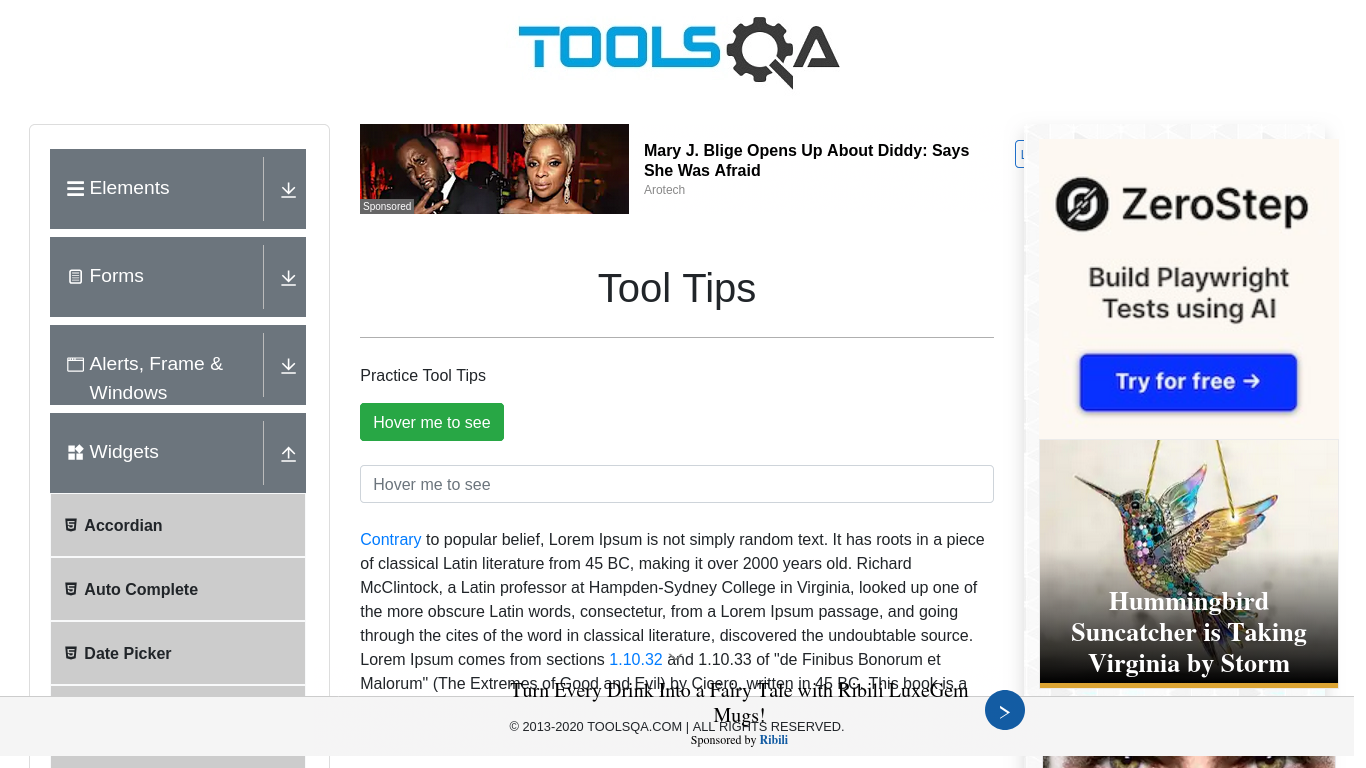 TOOLSQA
Elements
Forms
Alerts, Frame &
Windows
Widgets
Accordian
Auto Complete
Date Picker
Sponsored
Mary J. Blige Opens Up About Diddy: Says
She Was Afraid
Arotech
Tool Tips
Practice Tool Tips
Hover me to see
Hover me to see
Contrary to popular belief, Lorem Ipsum is not simply random text. It has roots in a piece
of classical Latin literature from 45 BC, making it over 2000 years old. Richard
McClintock, a Latin professor at Hampden-Sydney College in Virginia, looked up one of
the more obscure Latin words, consectetur, from a Lorem Ipsum passage, and going
through the cites of the word in classical literature, discovered the undoubtable source.
Lorem Ipsum comes from sections 1.10.32 and 1.10.33 of "de Finibus Bonorum et
Malorum" (The Extremes of Good and Evil) by Cicero, written in 45 BC. This book is a
Turn Every Drink Into a Fairy Tale with Ribili LuxeGem
Mugs!
© 2013-2020 TOOLSQA.COM | ALL RIGHTS RESERVED.
Sponsored by Ribili
ZeroStep
Build Playwright
Tests using AI
Try for free →
Hummingbird
Suncatcher is Taking
Virginia by Storm